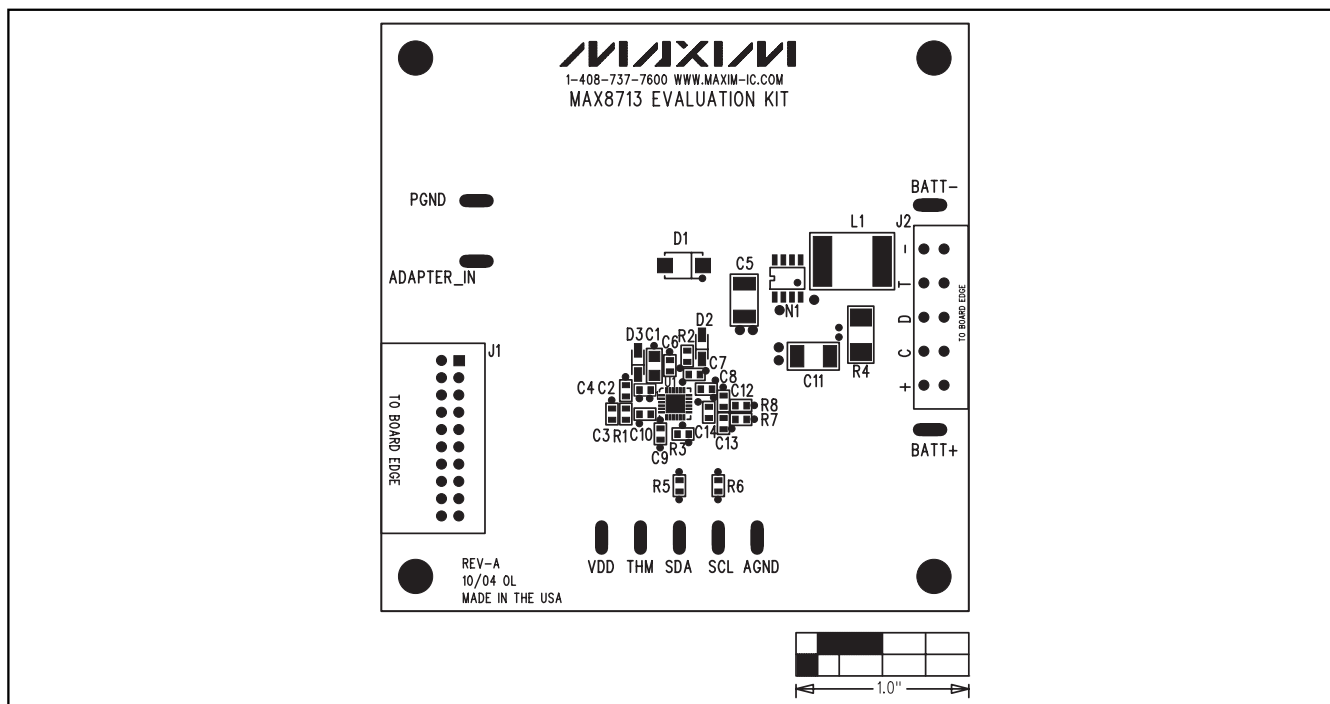 MAXIM
1-408-737-7600 WWW.MAXIM-IC.COM
MAX8713 EVALUATION KIT
PGND
ADAPTER_IN
BATT-
J2
L1
D1
C5
N1
-
T
D
C
+
TO BOARD EDGE
BATT+
R4
C11
D3
C1
C6
R2
D2
C7
C8
C4
C2
U1
C12
R8
R7
C3
R1
C10
C9
R3
C14
C13
J1
TO BOARD EDGE
R5
R6
VDD
THM
SDA
SCL
AGND
REV-A
10/04 OL
MADE IN THE USA
1.0"